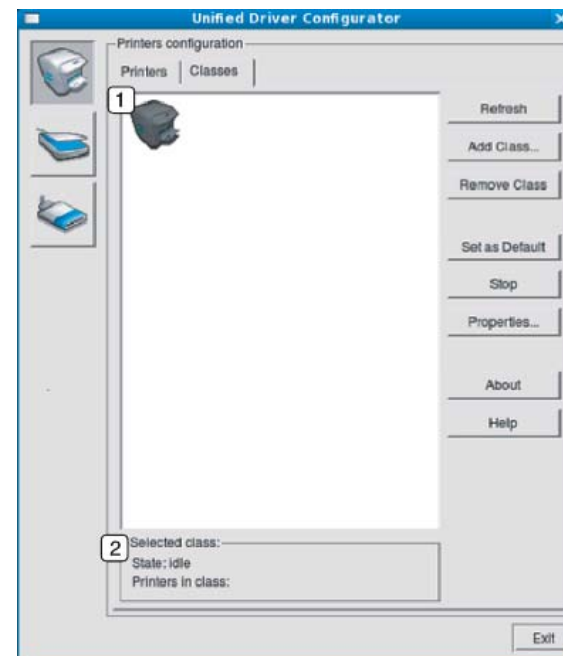 Unified Driver Configurator
Printers configuration
Printers Classes
1
Refresh
Add Class...
Remove Class
Set as Default
Stop
Properties...
About
Help
2
Selected class:
State: idle
Printers in class:
Exit